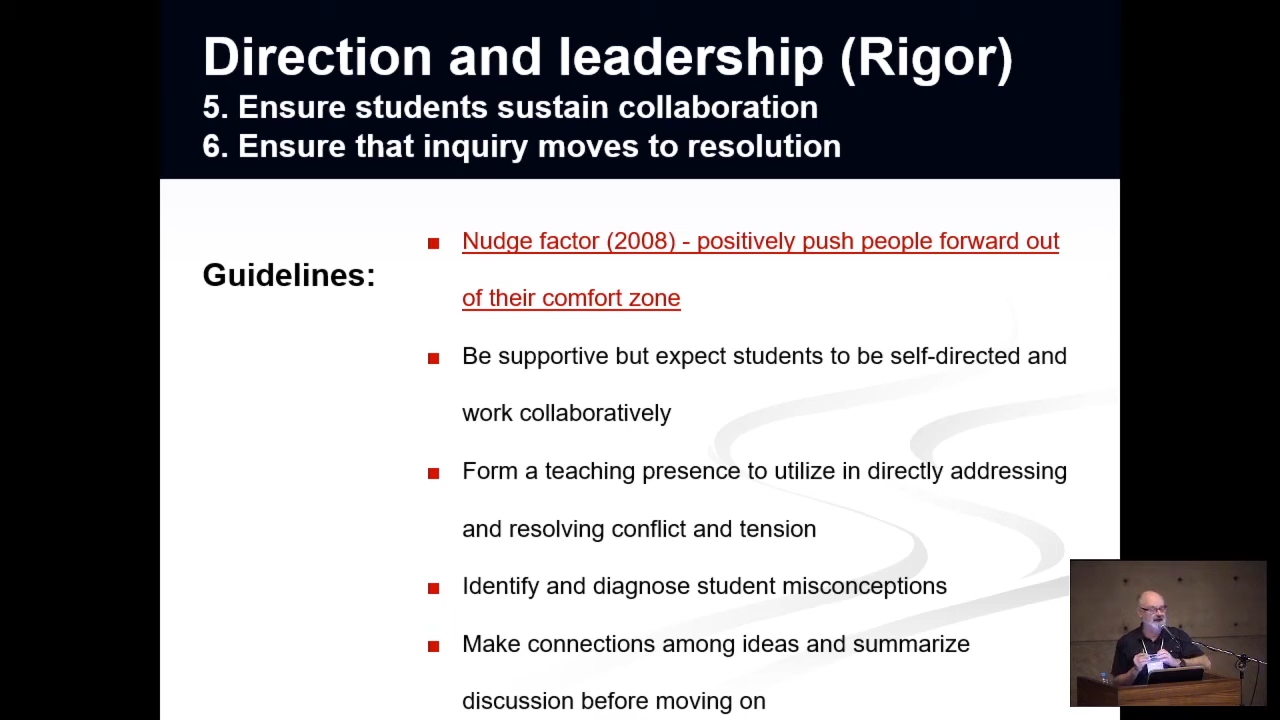 Direction and leadership (Rigor)
5. Ensure students sustain collaboration
6. Ensure that inquiry moves to resolution
Guidelines:
■ Nudge factor (2008) - positively push people forward out
of their comfort zone
■ Be supportive but expect students to be self-directed and
work collaboratively
■ Form a teaching presence to utilize in directly addressing
and resolving conflict and tension
■ Identify and diagnose student misconceptions
■ Make connections among ideas and summarize
discussion before moving on